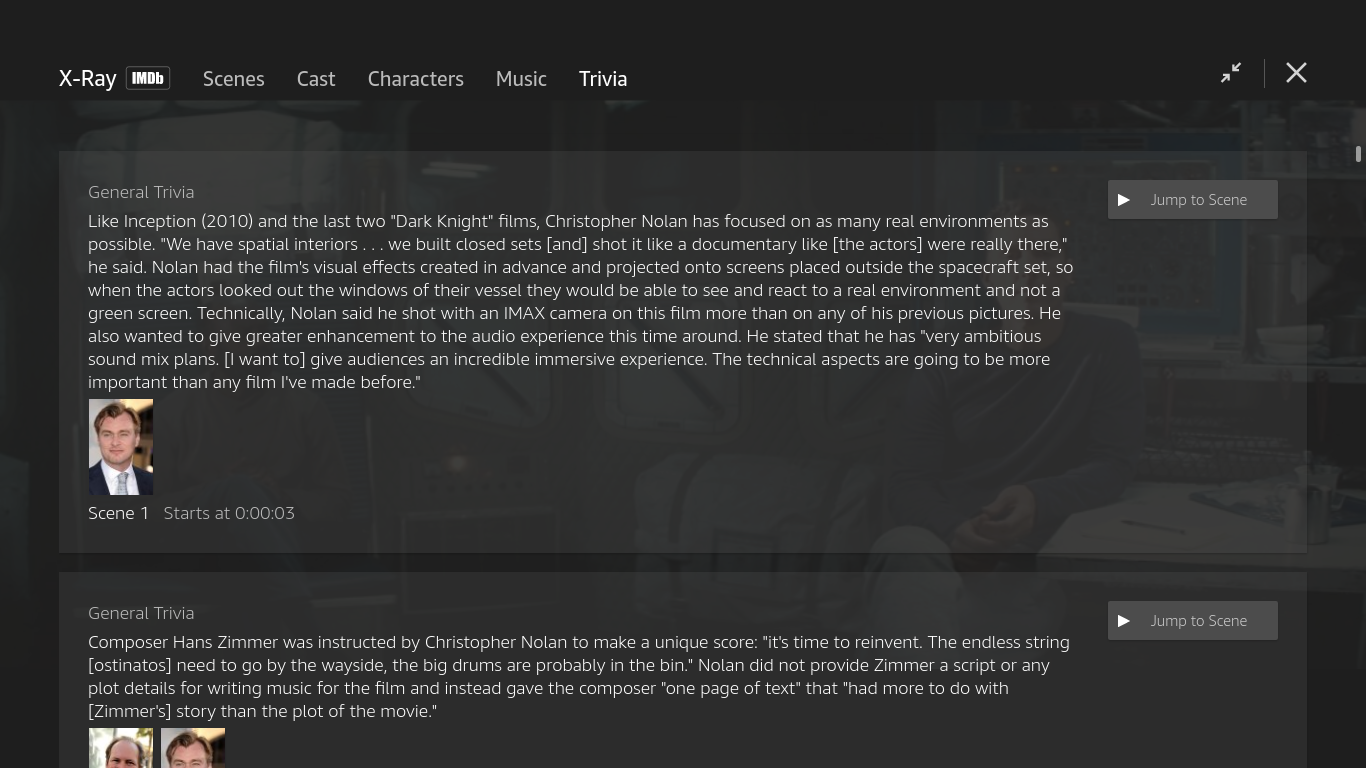 X-Ray IMDb Scenes Cast Characters Music Trivia
General Trivia
Jump to Scene
Like Inception (2010) and the last two "Dark Knight" films, Christopher Nolan has focused on as many real environments as
possible. "We have spatial interiors . . . we built closed sets [and] shot it like a documentary like [the actors] were really there,"
he said. Nolan had the film's visual effects created in advance and projected onto screens placed outside the spacecraft set, so
when the actors looked out the windows of their vessel they would be able to see and react to a real environment and not a
green screen. Technically, Nolan said he shot with an IMAX camera on this film more than on any of his previous pictures. He
also wanted to give greater enhancement to the audio experience this time around. He stated that he has "very ambitious
sound mix plans. [I want to] give audiences an incredible immersive experience. The technical aspects are going to be more
important than any film I've made before."
Scene 1 Starts at 0:00:03
General Trivia
Jump to Scene
Composer Hans Zimmer was instructed by Christopher Nolan to make a unique score: "it's time to reinvent. The endless string
[ostinatos] need to go by the wayside, the big drums are probably in the bin." Nolan did not provide Zimmer a script or any
plot details for writing music for the film and instead gave the composer "one page of text" that "had more to do with
[Zimmer's] story than the plot of the movie."